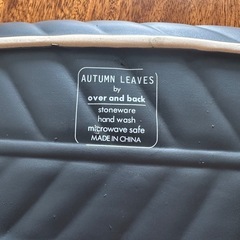 AUTUMN LEAVES
by
over and back
stoneware
hand wash
microwave safe
MADE IN CHINA